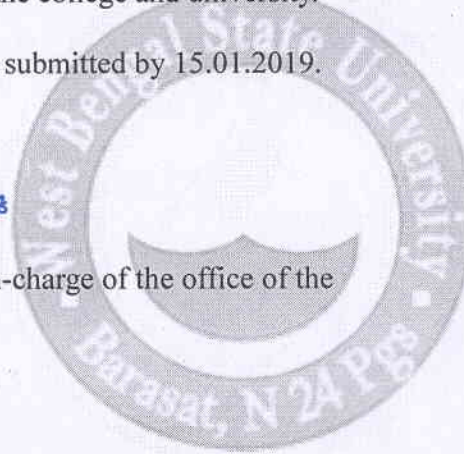 the college and university.
submitted by 15.01.2019.
-charge of the office of the
West Bengal State University
Barasat, N 24 Pgs